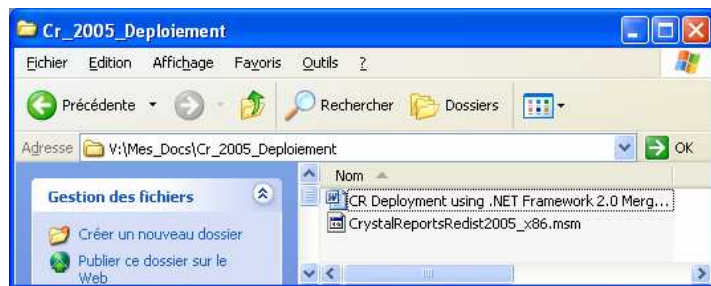 Cr_2005_Deploiement
Fichier Edition Affichage Favoris Outils ?
Précédente Rechercher Dossiers
Adresse V:\Mes_Docs\Cr_2005_Deploiement OK
Nom
Gestion des fichiers
CR Deployment using .NET Framework 2.0 Merg...
CrystalReportsRedist2005_x86.msm
Créer un nouveau dossier
Publier ce dossier sur le
Web